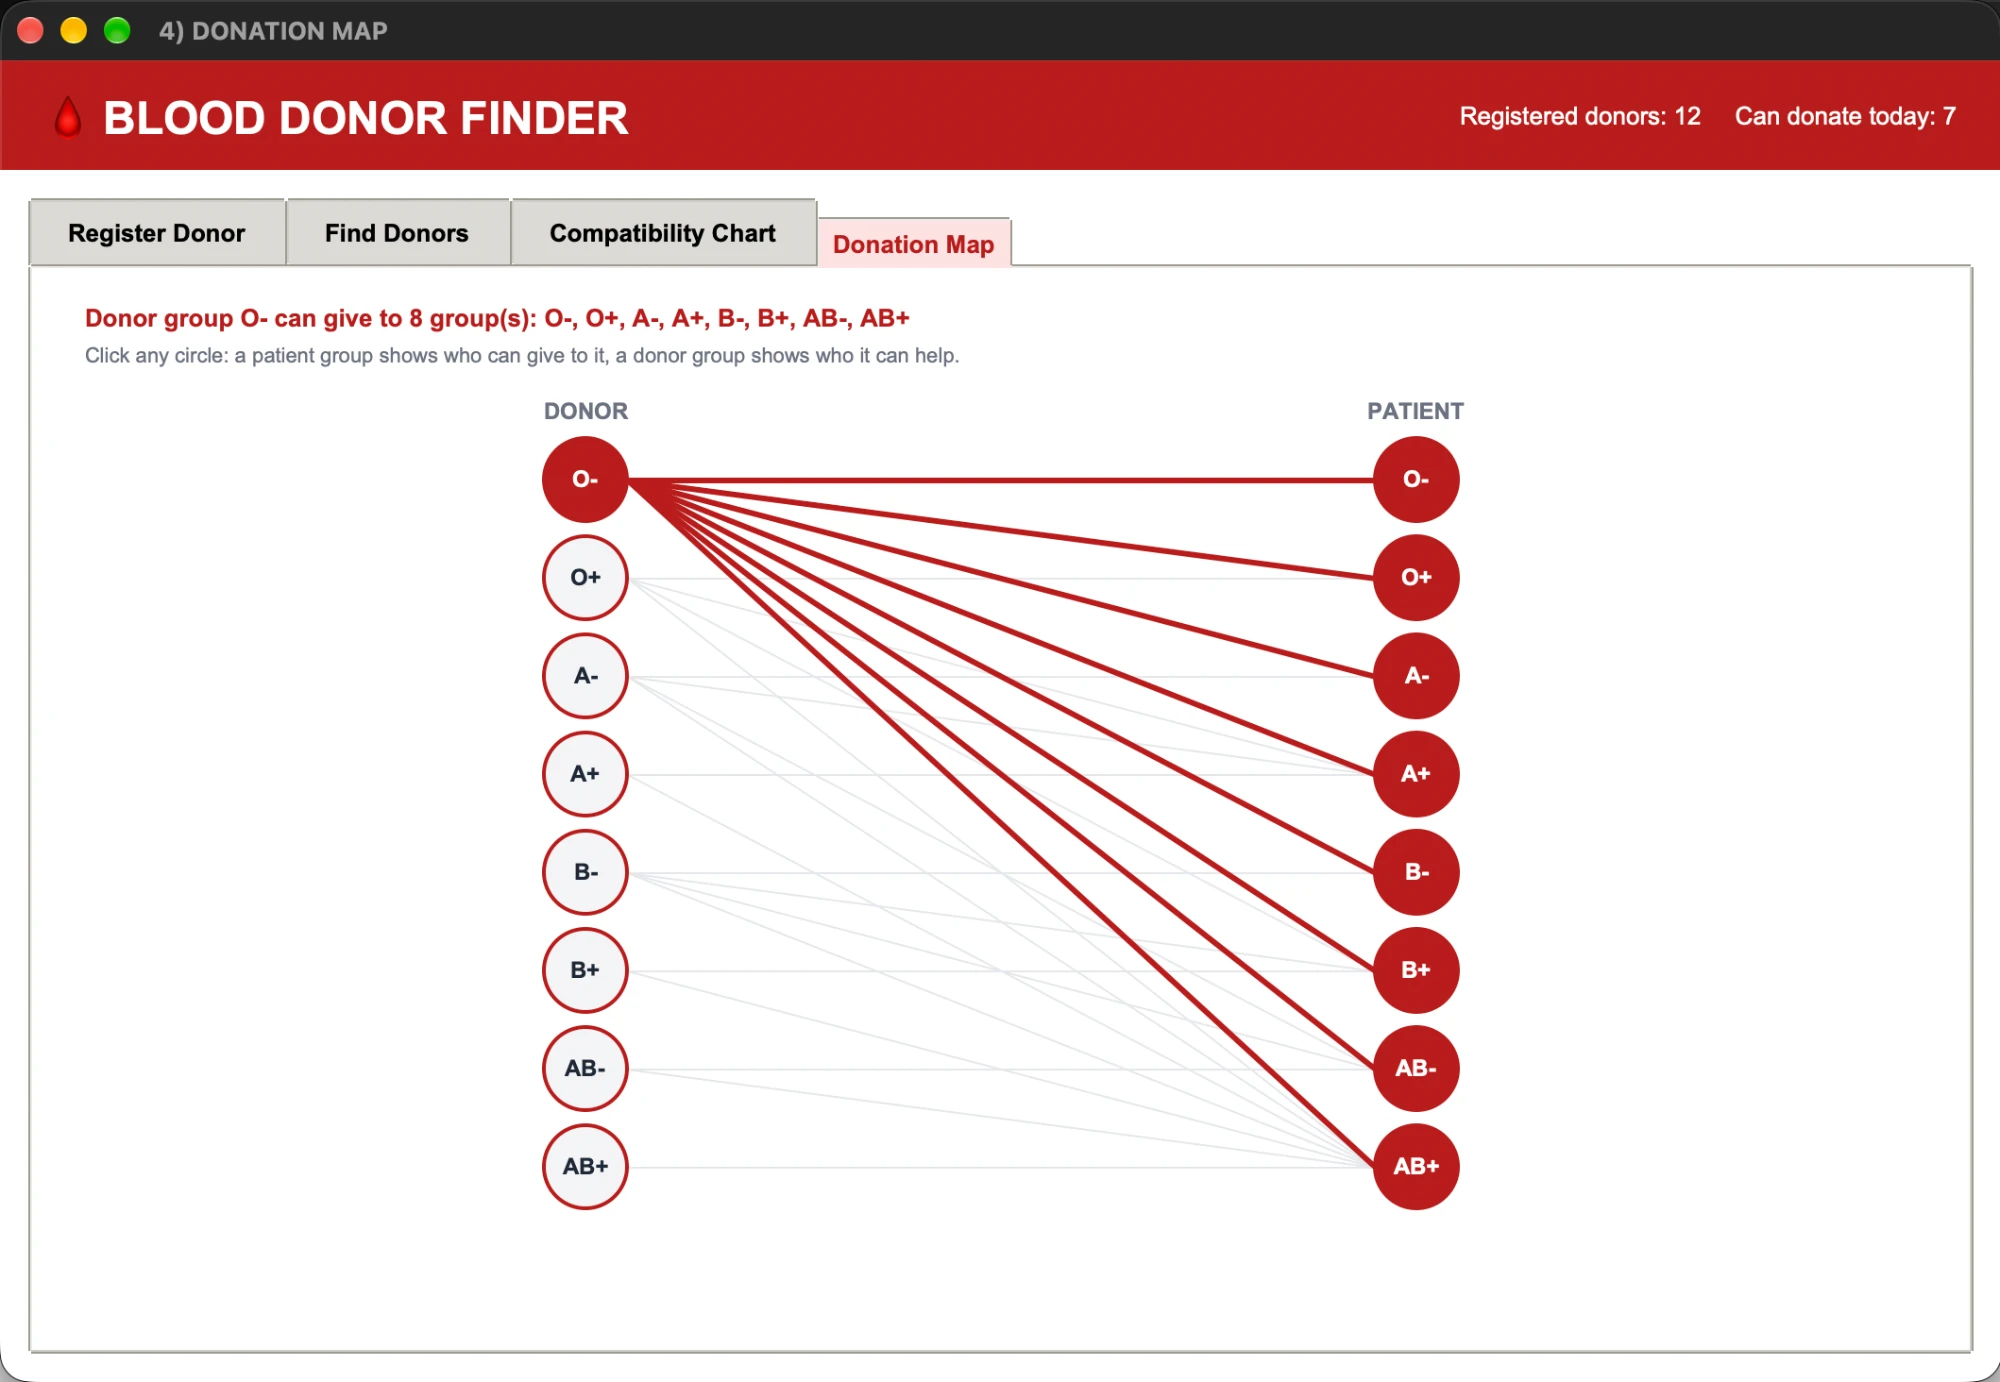 4) DONATION MAP
BLOOD DONOR FINDER
Registered donors: 12 Can donate today: 7
Register Donor Find Donors Compatibility Chart Donation Map
Donor group O- can give to 8 group(s): O-, O+, A-, A+, B-, B+, AB-, AB+
Click any circle: a patient group shows who can give to it, a donor group shows who it can help.
DONOR PATIENT
O- O-
O+ O+
A- A-
A+ A+
B- B-
B+ B+
AB- AB-
AB+ AB+